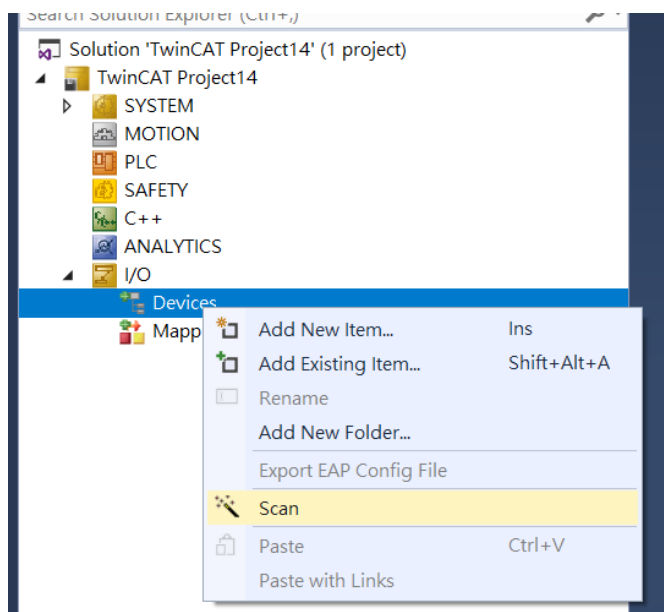 Search Solution Explorer (Ctrl+;)
Solution 'TwinCAT Project14' (1 project)
TwinCAT Project14
SYSTEM
MOTION
PLC
SAFETY
C++
ANALYTICS
I/O
Devices
Mapp
Add New Item... Ins
Add Existing Item... Shift+Alt+A
Rename
Add New Folder...
Export EAP Config File
Scan
Paste Ctrl+V
Paste with Links